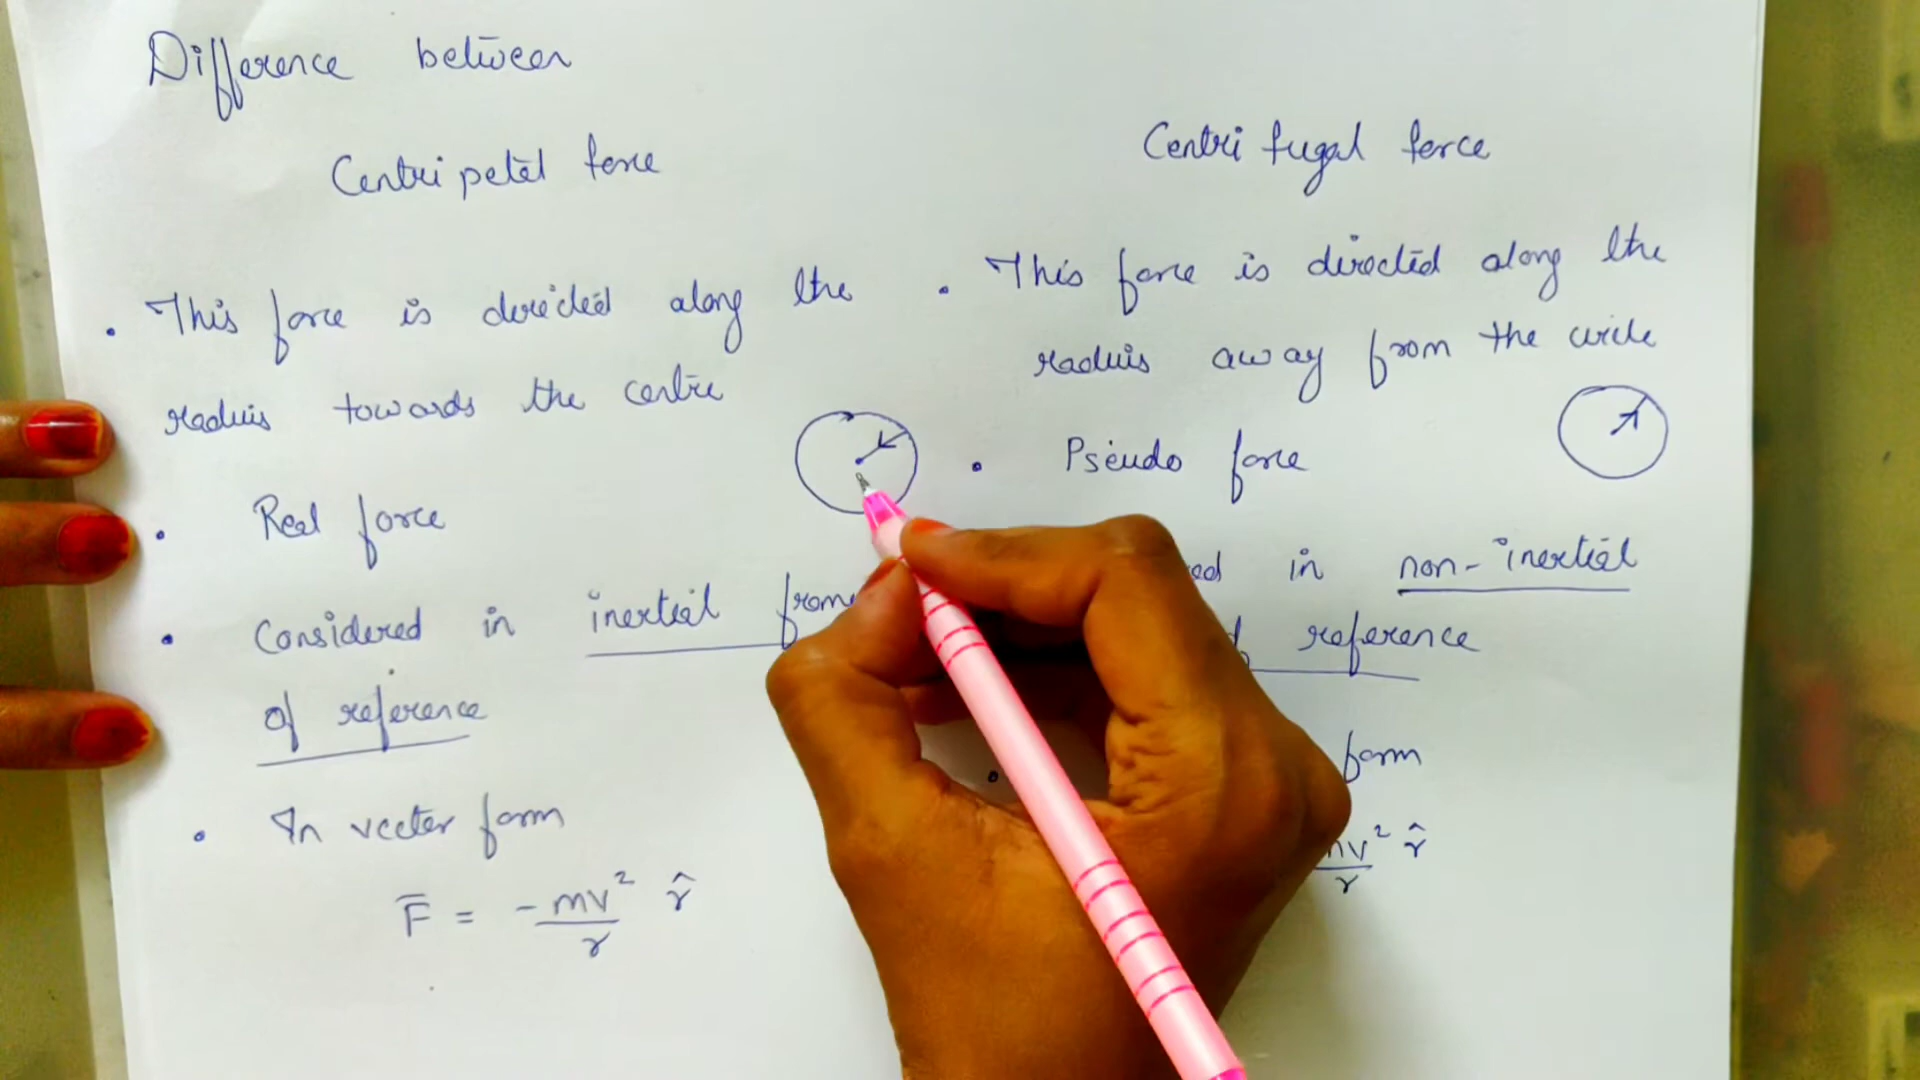 Difference between
Centripetal force
Centrifugal force
• This force is directed along the
radius towards the centre
• Real force
• Considered in inertial frame
of reference
• In vector form
F̅ = -mv²/r r̂
• This force is directed along the
radius away from the circle
• Pseudo force
in non-inertial
reference
• form
mv²/r r̂